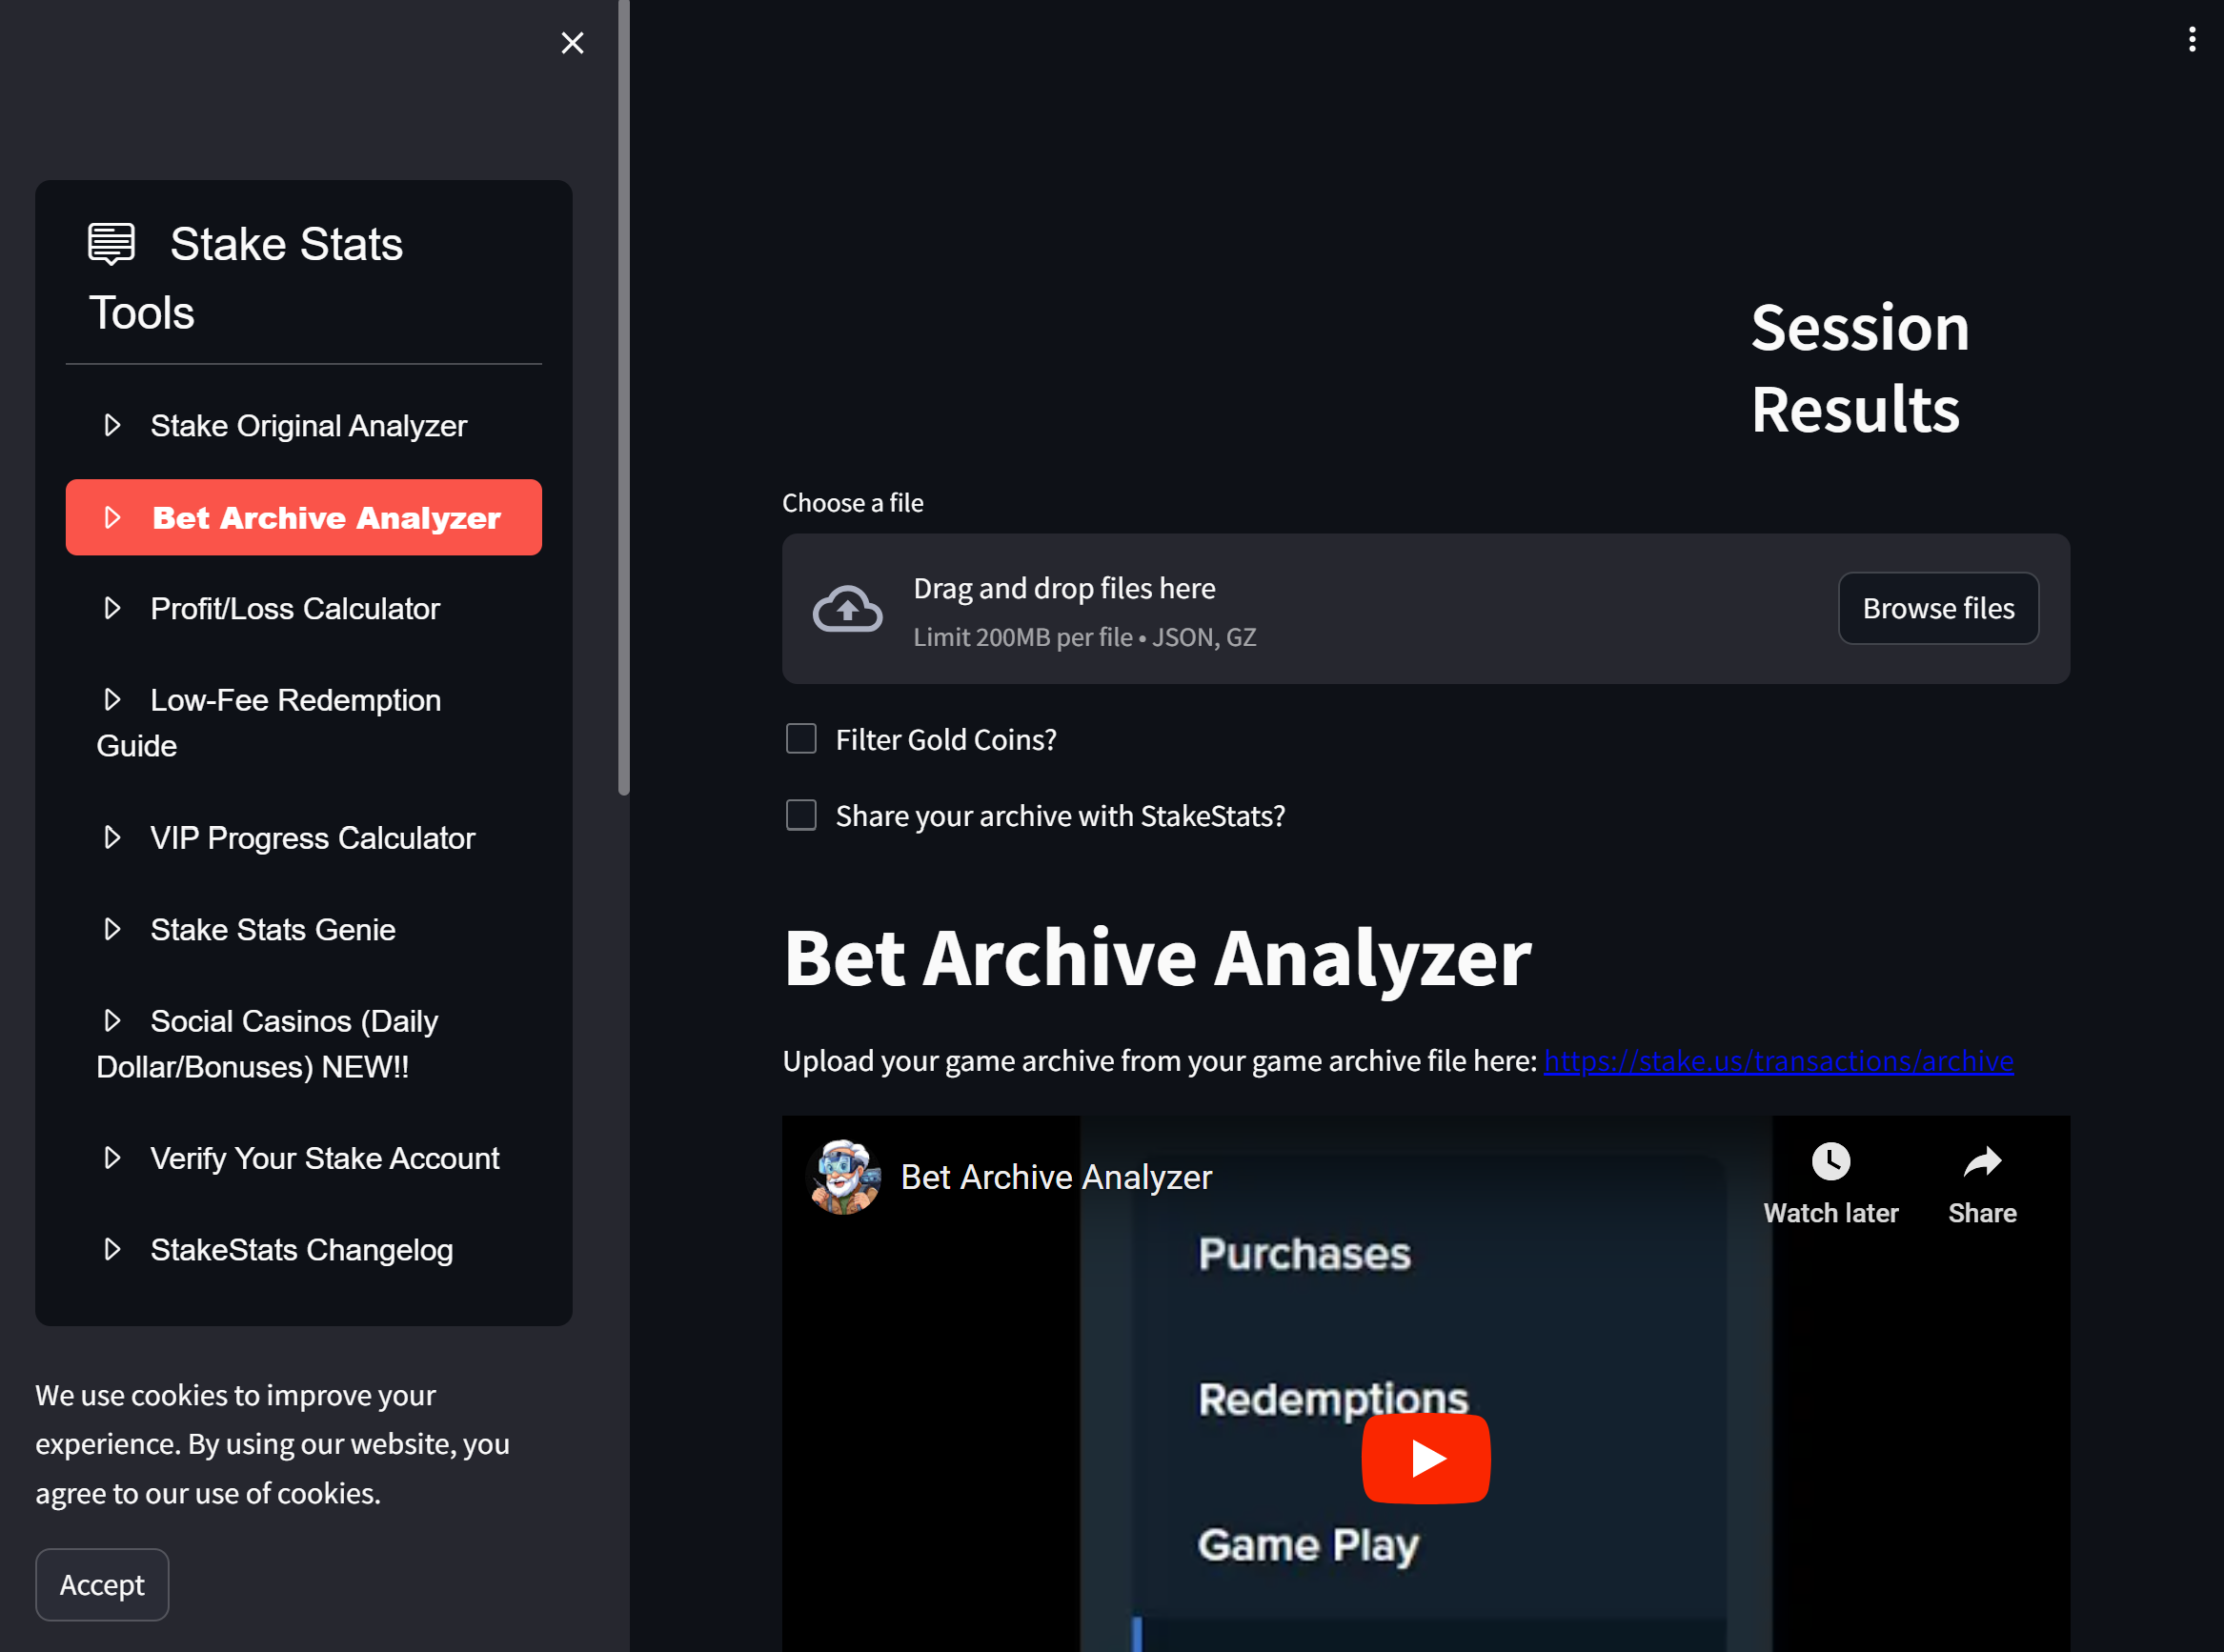 Stake Stats
Tools
Stake Original Analyzer
Bet Archive Analyzer
Profit/Loss Calculator
Low-Fee Redemption
Guide
VIP Progress Calculator
Stake Stats Genie
Social Casinos (Daily
Dollar/Bonuses) NEW!!
Verify Your Stake Account
StakeStats Changelog
We use cookies to improve your
experience. By using our website, you
agree to our use of cookies.
Accept
Session
Results
Choose a file
Drag and drop files here
Limit 200MB per file • JSON, GZ
Browse files
Filter Gold Coins?
Share your archive with StakeStats?
Bet Archive Analyzer
Upload your game archive from your game archive file here: https://stake.us/transactions/archive
Bet Archive Analyzer
Watch later
Share
Purchases
Redemptions
Game Play